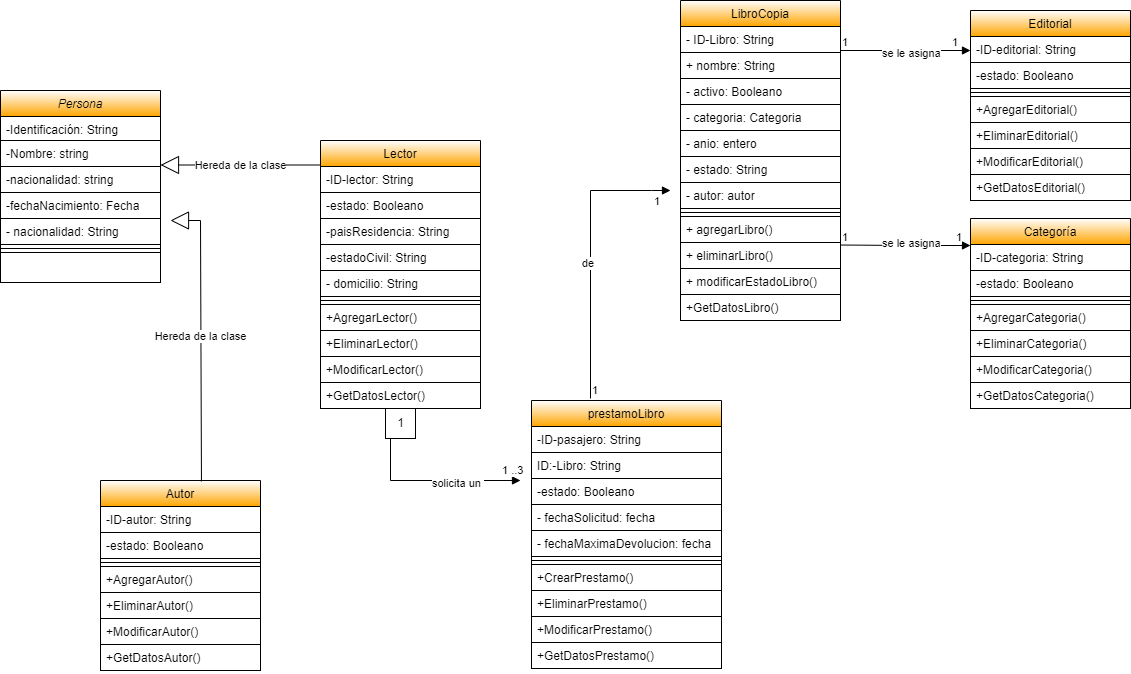 Persona
-Identificación: String
-Nombre: string
-nacionalidad: string
-fechaNacimiento: Fecha
- nacionalidad: String
Hereda de la clase
Hereda de la clase
Lector
-ID-lector: String
-estado: Booleano
-paisResidencia: String
-estadoCivil: String
- domicilio: String
+AgregarLector()
+EliminarLector()
+ModificarLector()
+GetDatosLector()
1
solicita un
1 ..3
Autor
-ID-autor: String
-estado: Booleano
+AgregarAutor()
+EliminarAutor()
+ModificarAutor()
+GetDatosAutor()
prestamoLibro
-ID-pasajero: String
ID:-Libro: String
-estado: Booleano
- fechaSolicitud: fecha
- fechaMaximaDevolucion: fecha
+CrearPrestamo()
+EliminarPrestamo()
+ModificarPrestamo()
+GetDatosPrestamo()
1
de
1
LibroCopia
- ID-Libro: String
+ nombre: String
- activo: Booleano
- categoria: Categoria
- anio: entero
- estado: String
- autor: autor
+ agregarLibro()
+ eliminarLibro()
+ modificarEstadoLibro()
+GetDatosLibro()
1
se le asigna
1
Editorial
-ID-editorial: String
-estado: Booleano
+AgregarEditorial()
+EliminarEditorial()
+ModificarEditorial()
+GetDatosEditorial()
1
se le asigna
1
Categoría
-ID-categoria: String
-estado: Booleano
+AgregarCategoria()
+EliminarCategoria()
+ModificarCategoria()
+GetDatosCategoria()